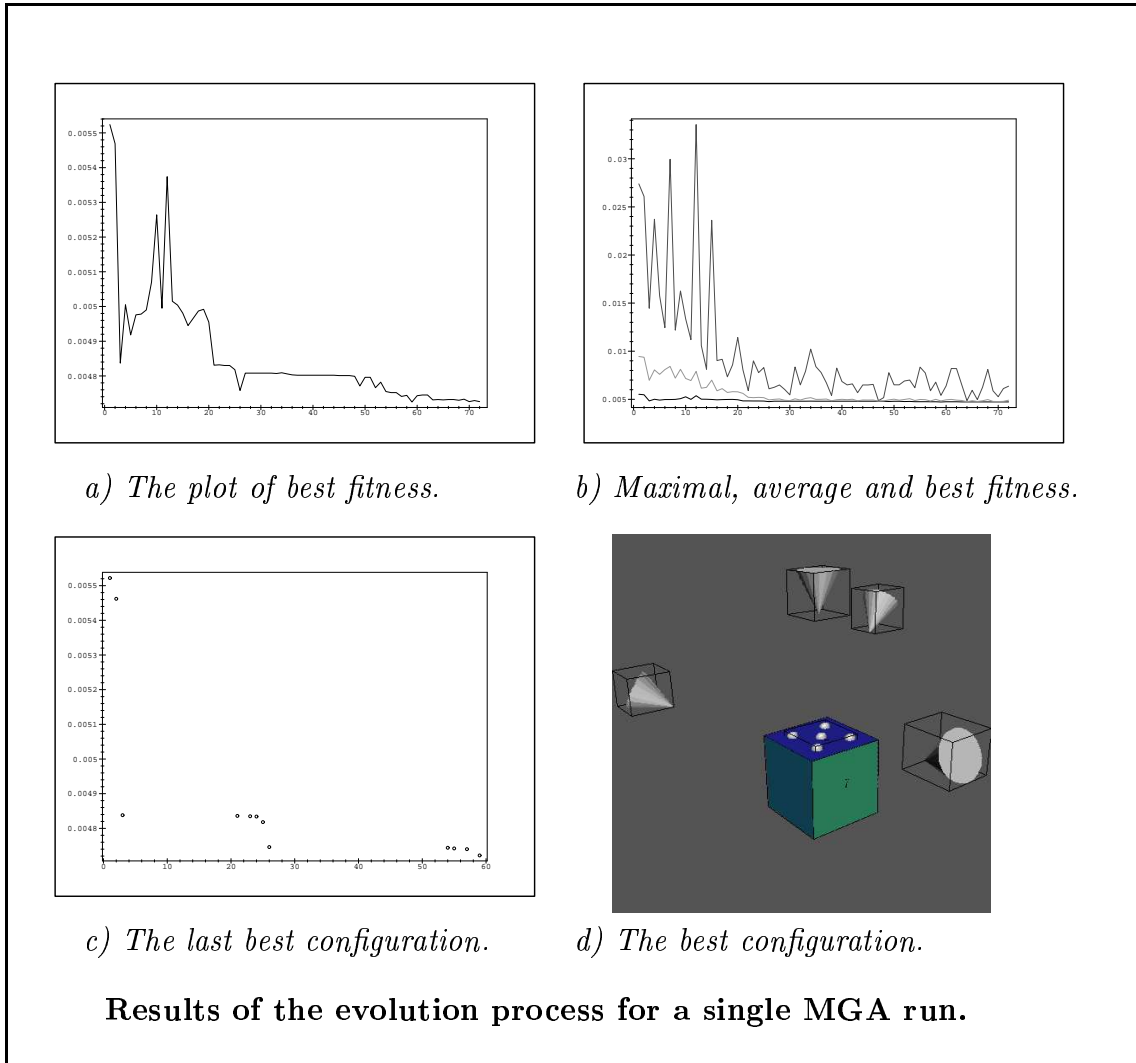 0.0055
0.0054
0.0053
0.0052
0.0051
0.005
0.0049
0.0048
0 10 20 30 40 50 60 70
0.03
0.025
0.02
0.015
0.01
0.005
0 10 20 30 40 50 60 70
a) The plot of best fitness.
b) Maximal, average and best fitness.
0.0055
0.0054
0.0053
0.0052
0.0051
0.005
0.0049
0.0048
0 10 20 30 40 50 60
7
c) The last best configuration.
d) The best configuration.
Results of the evolution process for a single MGA run.